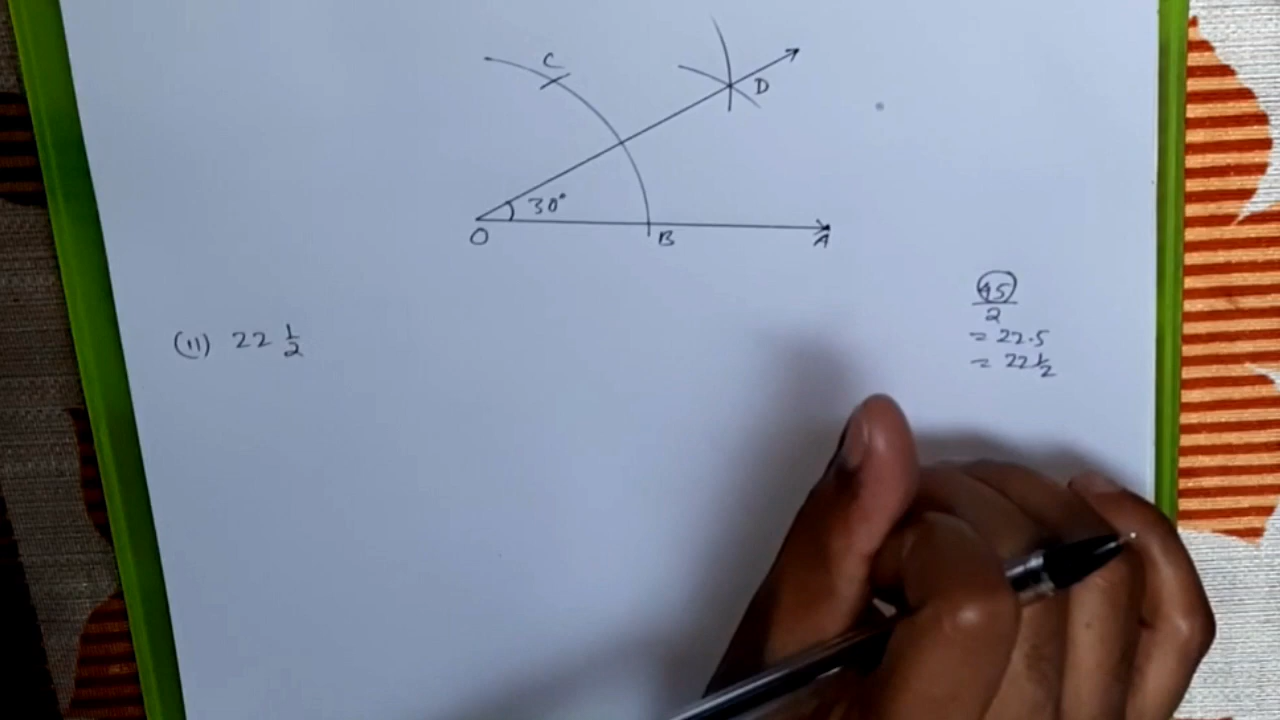 C
D
30°
O
B
A
45
2
= 22.5
= 22 1/2
(ii) 22 1/2